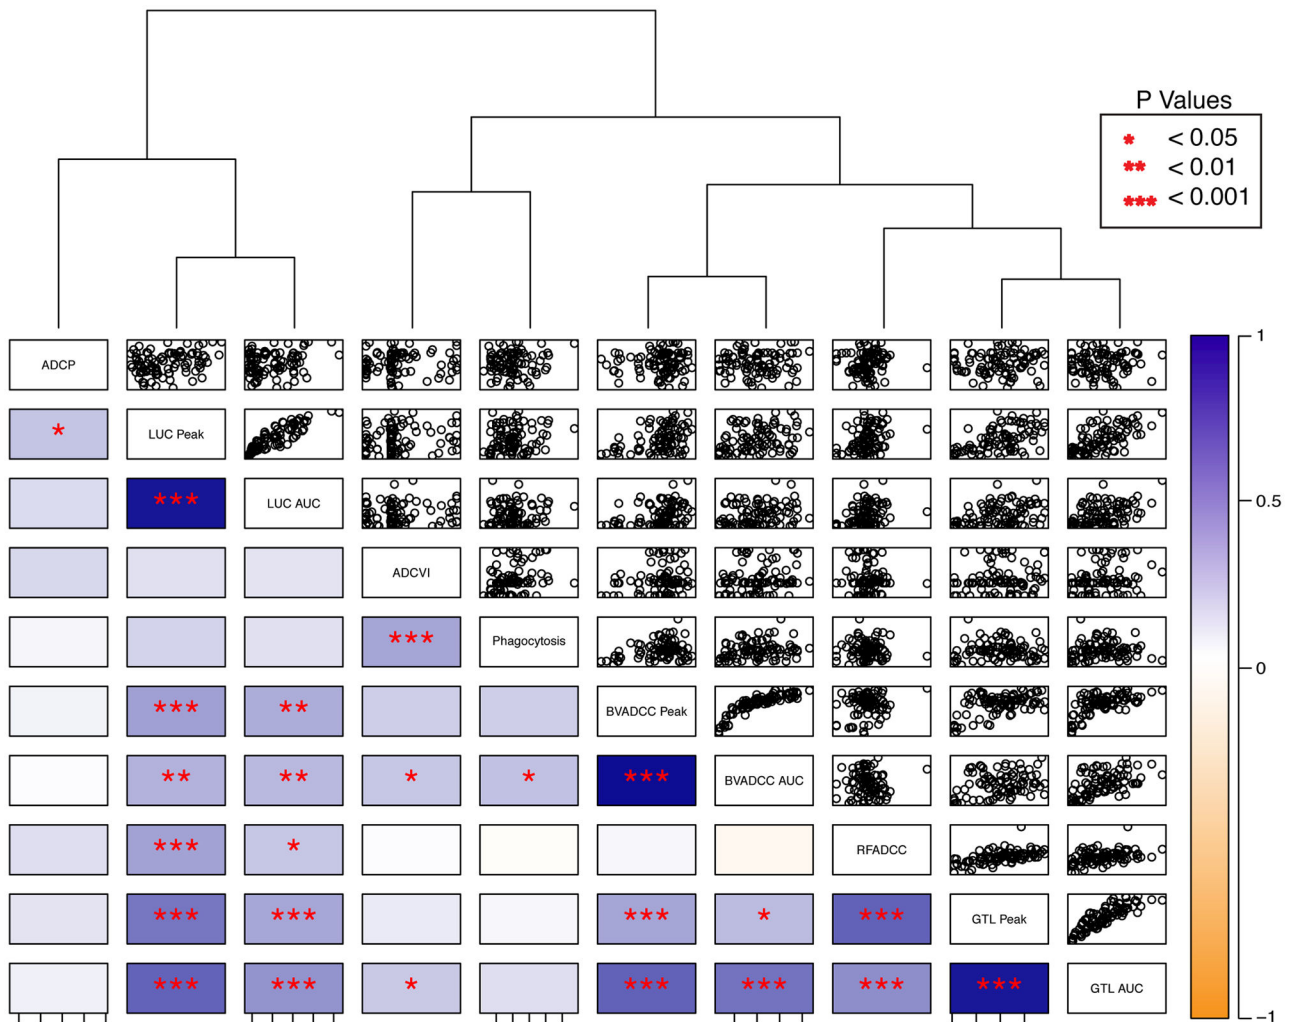 P Values
* < 0.05
** < 0.01
*** < 0.001
ADCP
1
* LUC Peak
*** LUC AUC
0.5
ADCVI
*** Phagocytosis
0
*** ** BVADCC Peak
** ** * * *** BVADCC AUC
*** * RFADCC
*** *** *** * *** GTL Peak
*** *** * *** *** *** *** GTL AUC
−1